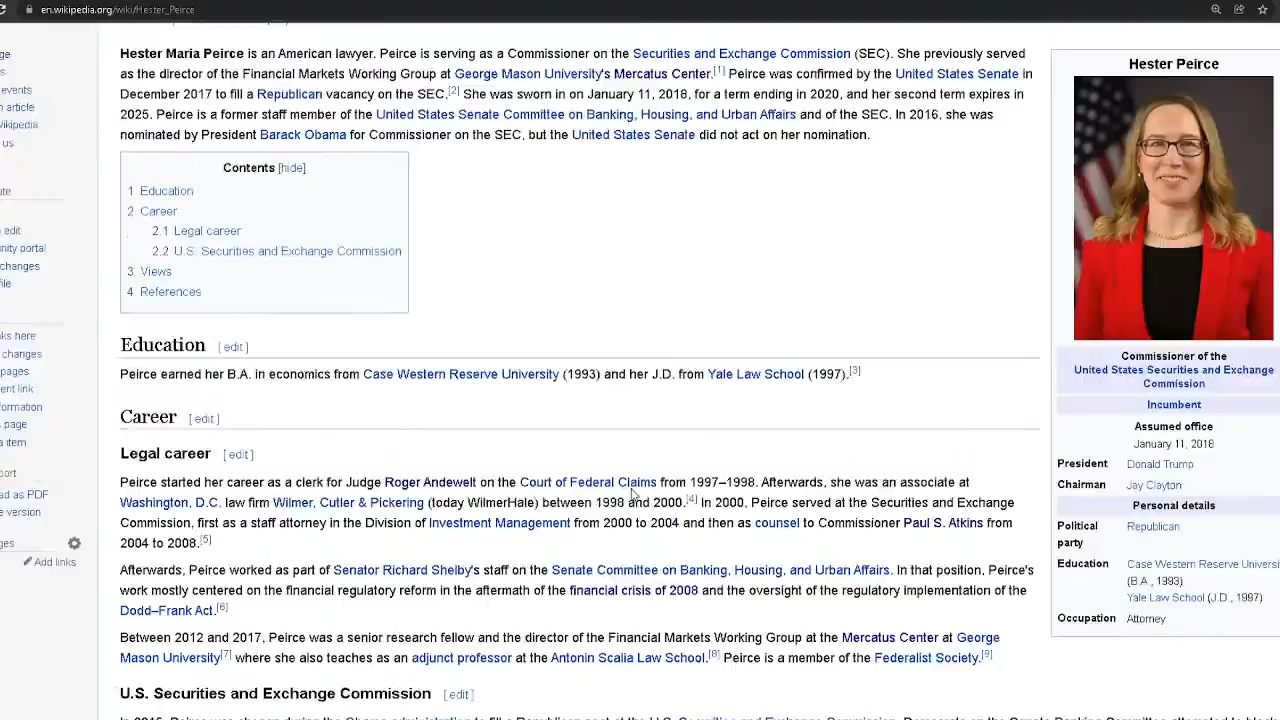 en.wikipedia.org/wiki/Hester_Peirce
Hester Maria Peirce is an American lawyer. Peirce is serving as a Commissioner on the Securities and Exchange Commission (SEC). She previously served
as the director of the Financial Markets Working Group at George Mason University's Mercatus Center.[1] Peirce was confirmed by the United States Senate in
December 2017 to fill a Republican vacancy on the SEC.[2] She was sworn in on January 11, 2018, for a term ending in 2020, and her second term expires in
2025. Peirce is a former staff member of the United States Senate Committee on Banking, Housing, and Urban Affairs and of the SEC. In 2016, she was
nominated by President Barack Obama for Commissioner on the SEC, but the United States Senate did not act on her nomination.
Contents [hide]
1 Education
2 Career
2.1 Legal career
2.2 U.S. Securities and Exchange Commission
3 Views
4 References
Education [ edit ]
Peirce earned her B.A. in economics from Case Western Reserve University (1993) and her J.D. from Yale Law School (1997).[3]
Career [ edit ]
Legal career [ edit ]
Peirce started her career as a clerk for Judge Roger Andewelt on the Court of Federal Claims from 1997–1998. Afterwards, she was an associate at
Washington, D.C. law firm Wilmer, Cutler & Pickering (today WilmerHale) between 1998 and 2000.[4] In 2000, Peirce served at the Securities and Exchange
Commission, first as a staff attorney in the Division of Investment Management from 2000 to 2004 and then as counsel to Commissioner Paul S. Atkins from
2004 to 2008.[5]
Afterwards, Peirce worked as part of Senator Richard Shelby's staff on the Senate Committee on Banking, Housing, and Urban Affairs. In that position, Peirce's
work mostly centered on the financial regulatory reform in the aftermath of the financial crisis of 2008 and the oversight of the regulatory implementation of the
Dodd–Frank Act.[6]
Between 2012 and 2017, Peirce was a senior research fellow and the director of the Financial Markets Working Group at the Mercatus Center at George
Mason University[7] where she also teaches as an adjunct professor at the Antonin Scalia Law School.[8] Peirce is a member of the Federalist Society.[9]
U.S. Securities and Exchange Commission [ edit ]
Hester Peirce
Commissioner of the
United States Securities and Exchange
Commission
Incumbent
Assumed office
January 11, 2018
President Donald Trump
Chairman Jay Clayton
Personal details
Political party Republican
Education Case Western Reserve Universi
(B.A., 1993)
Yale Law School (J.D., 1997)
Occupation Attorney
events
article
us
edit
portal
here
changes
pages
link
page
item
as PDF
version
Add links